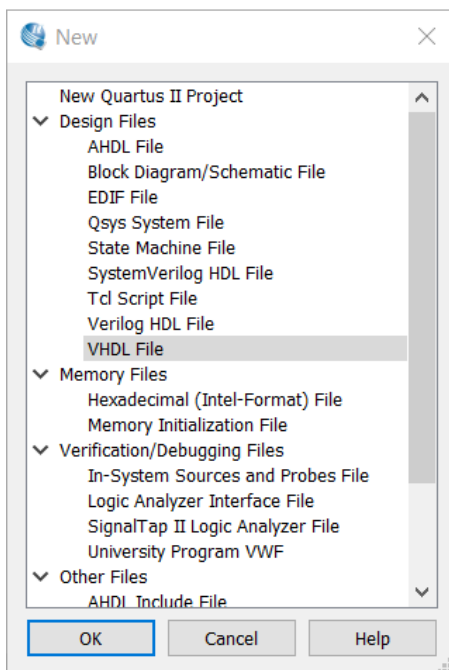 New
New Quartus II Project
Design Files
AHDL File
Block Diagram/Schematic File
EDIF File
Qsys System File
State Machine File
SystemVerilog HDL File
Tcl Script File
Verilog HDL File
VHDL File
Memory Files
Hexadecimal (Intel-Format) File
Memory Initialization File
Verification/Debugging Files
In-System Sources and Probes File
Logic Analyzer Interface File
SignalTap II Logic Analyzer File
University Program VWF
Other Files
AHDL Include File
OK Cancel Help